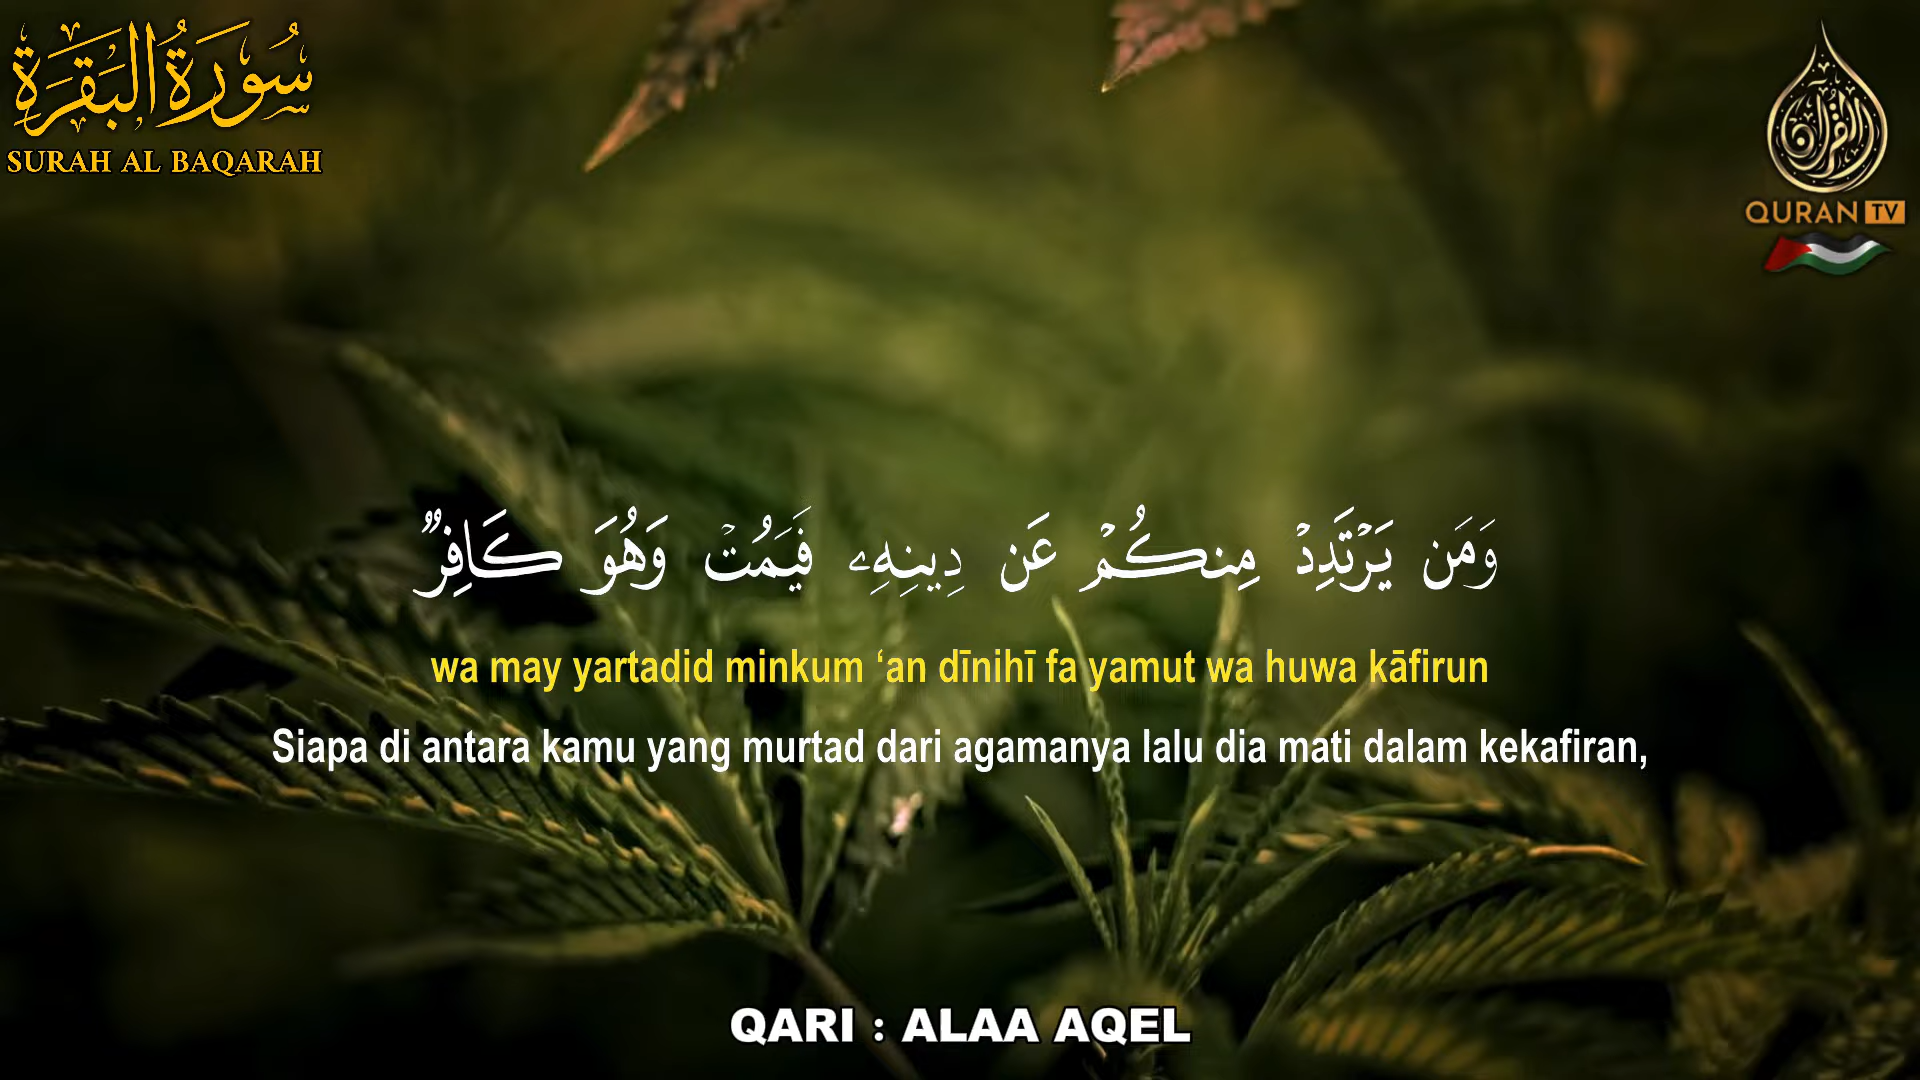 سُورَةُ البَقَرَةِ
SURAH AL BAQARAH
القرآن
QURAN TV
وَمَن يَرْتَدِدْ مِنكُمْ عَن دِينِهِۦ فَيَمُتْ وَهُوَ كَافِرٌ
wa may yartadid minkum ‘an dīnihī fa yamut wa huwa kāfirun
Siapa di antara kamu yang murtad dari agamanya lalu dia mati dalam kekafiran,
QARI : ALAA AQEL